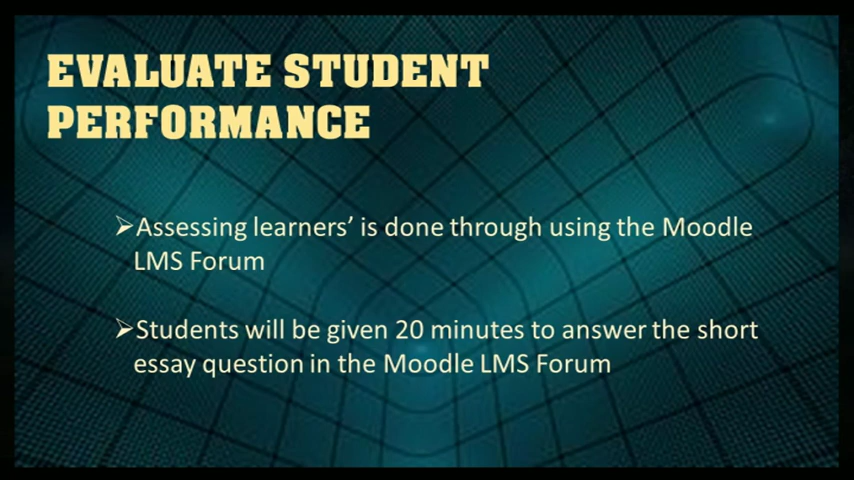 EVALUATE STUDENT
PERFORMANCE
➢Assessing learners’ is done through using the Moodle
LMS Forum
➢Students will be given 20 minutes to answer the short
essay question in the Moodle LMS Forum